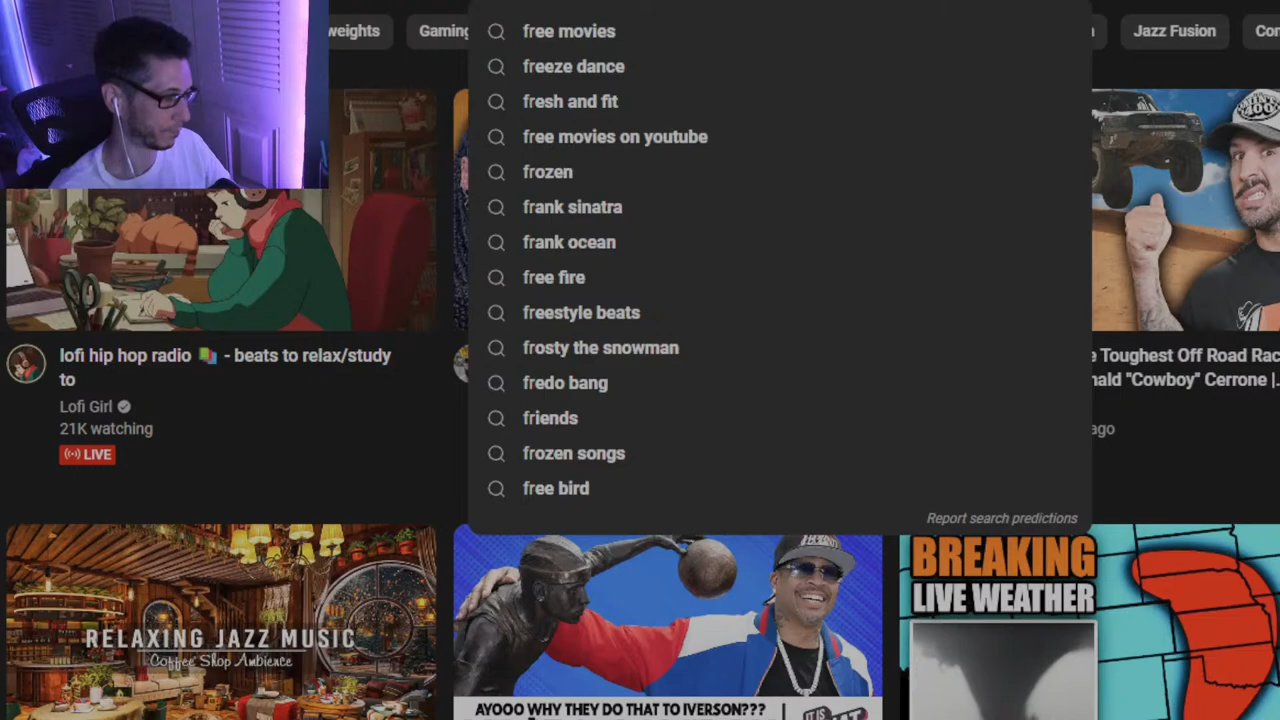 weights
Gaming
Jazz Fusion
free movies
freeze dance
fresh and fit
free movies on youtube
frozen
frank sinatra
frank ocean
free fire
freestyle beats
frosty the snowman
fredo bang
friends
frozen songs
free bird
Report search predictions
lofi hip hop radio - beats to relax/study
to
Lofi Girl
21K watching
LIVE
e Toughest Off Road Rac
nald "Cowboy" Cerrone |
ago
RELAXING JAZZ MUSIC
Coffee Shop Ambience
AYOOO WHY THEY DO THAT TO IVERSON???
IT IS
BREAKING
LIVE WEATHER